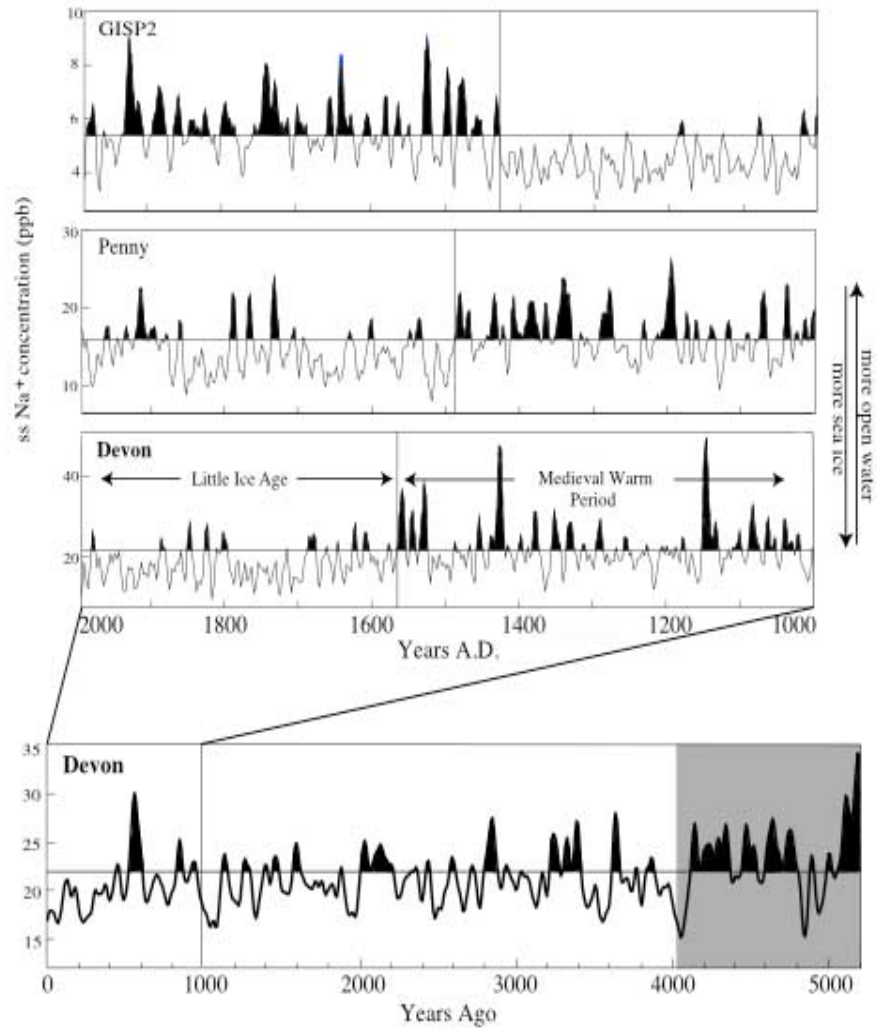 GISP2
10
8
6
4
Penny
30
20
10
ss Na+ concentration (ppb)
Devon
40
20
Little Ice Age
Medieval Warm
Period
more open water
more sea ice
2000 1800 1600 1400 1200 1000
Years A.D.
Devon
35
30
25
20
15
0 1000 2000 3000 4000 5000
Years Ago